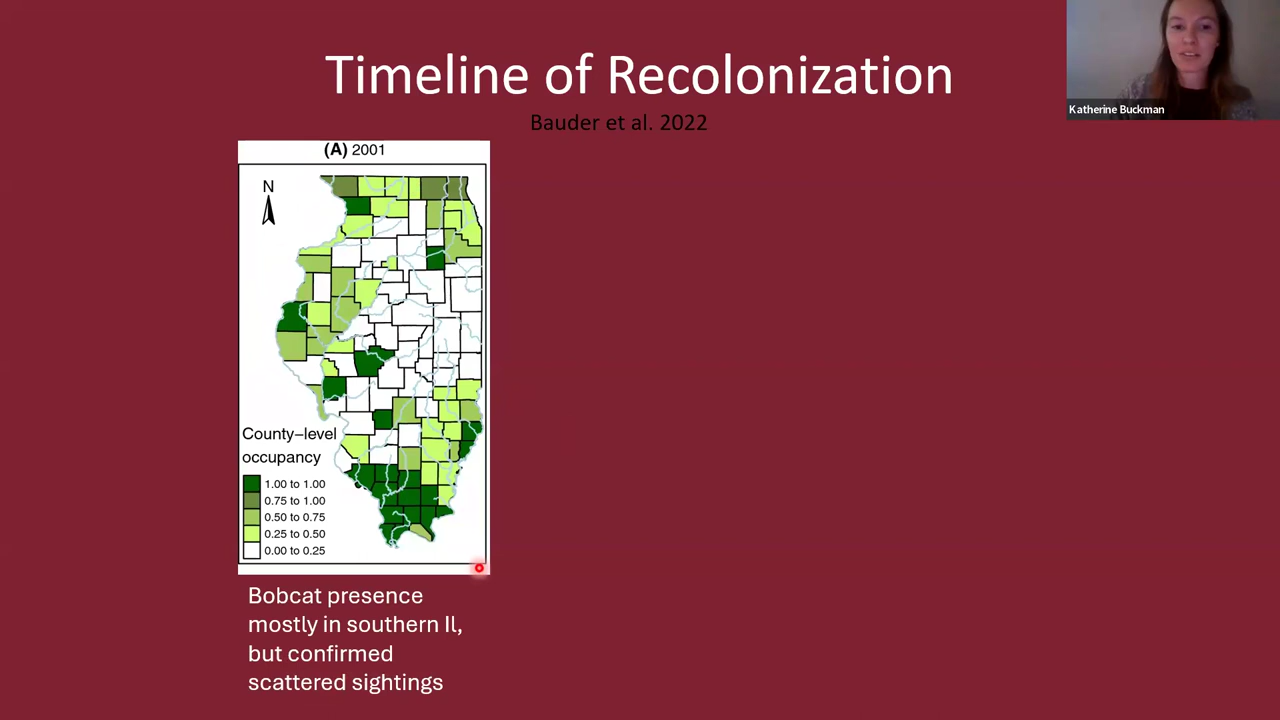 Timeline of Recolonization
Katherine Buckman
Bauder et al. 2022
(A) 2001
N
County–level
occupancy
1.00 to 1.00
0.75 to 1.00
0.50 to 0.75
0.25 to 0.50
0.00 to 0.25
Bobcat presence
mostly in southern Il,
but confirmed
scattered sightings